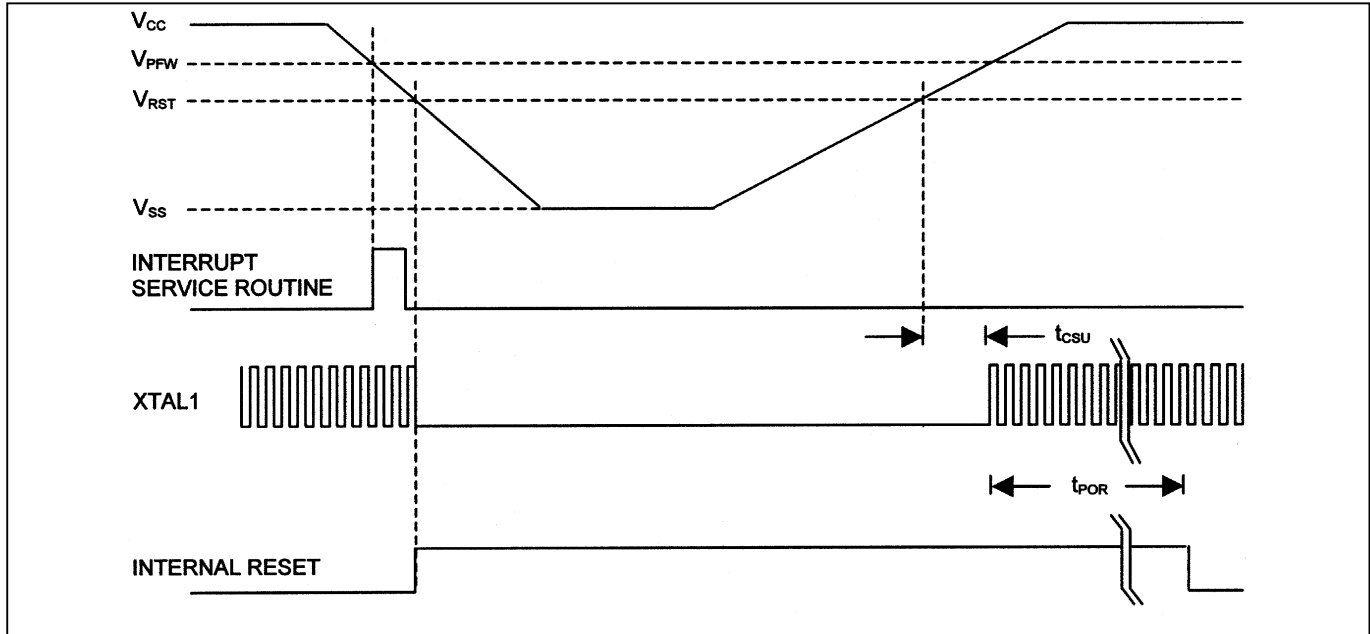 VCC
VPFW
VRST
VSS
INTERRUPT
SERVICE ROUTINE
tCSU
XTAL1
tPOR
INTERNAL RESET